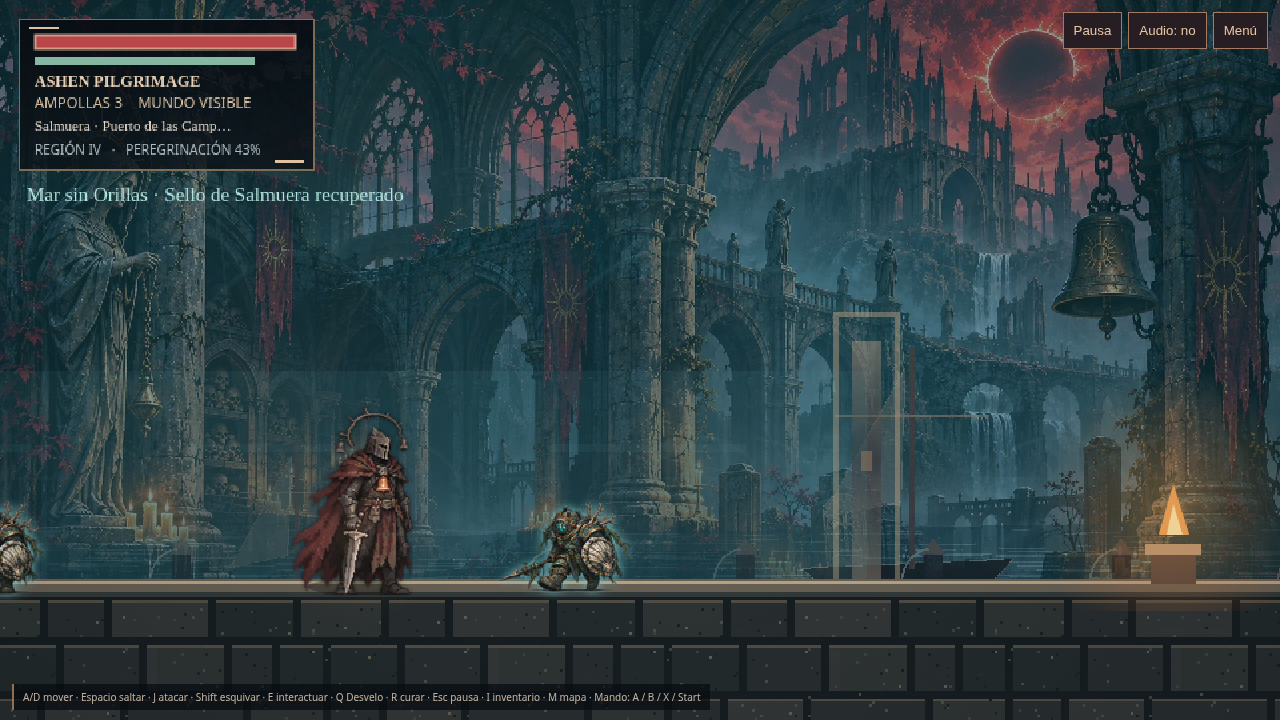 ASHEN PILGRIMAGE
AMPOLLAS 3 MUNDO VISIBLE
Salmuera · Puerto de las Camp…
REGIÓN IV · PEREGRINACIÓN 43%
Mar sin Orillas · Sello de Salmuera recuperado
Pausa
Audio: no
Menú
A/D mover · Espacio saltar · J atacar · Shift esquivar · E interactuar · Q Desvelo · R curar · Esc pausa · I inventario · M mapa · Mando: A / B / X / Start